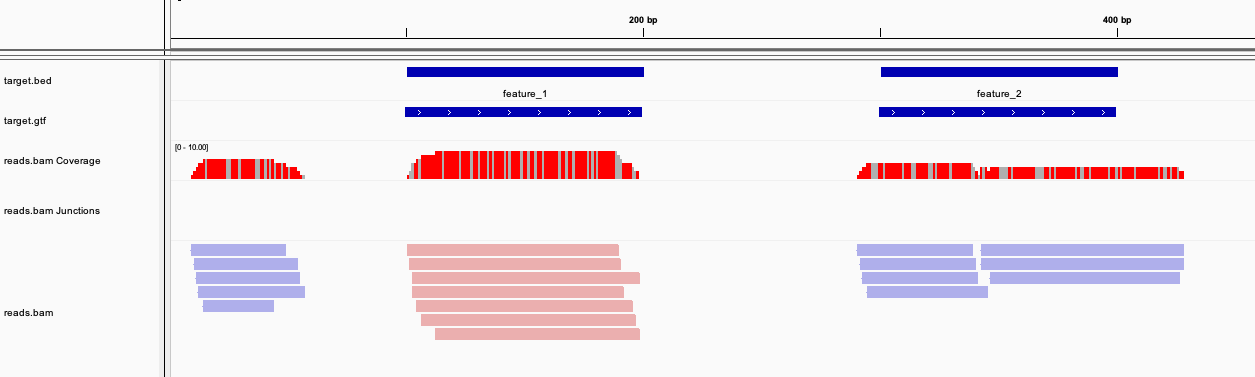 200 bp 400 bp
target.bed
feature_1 feature_2
target.gtf
[0 - 10.00]
reads.bam Coverage
reads.bam Junctions
reads.bam